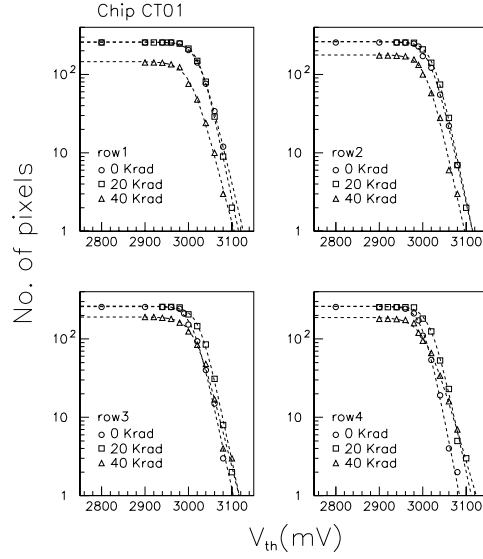 Chip CT01
No. of pixels
10²
10
1
row1
0 Krad
20 Krad
40 Krad
2800 2900 3000 3100
10²
10
1
row2
0 Krad
20 Krad
40 Krad
2800 2900 3000 3100
10²
10
1
row3
0 Krad
20 Krad
40 Krad
2800 2900 3000 3100
10²
10
1
row4
0 Krad
20 Krad
40 Krad
2800 2900 3000 3100
V_th(mV)